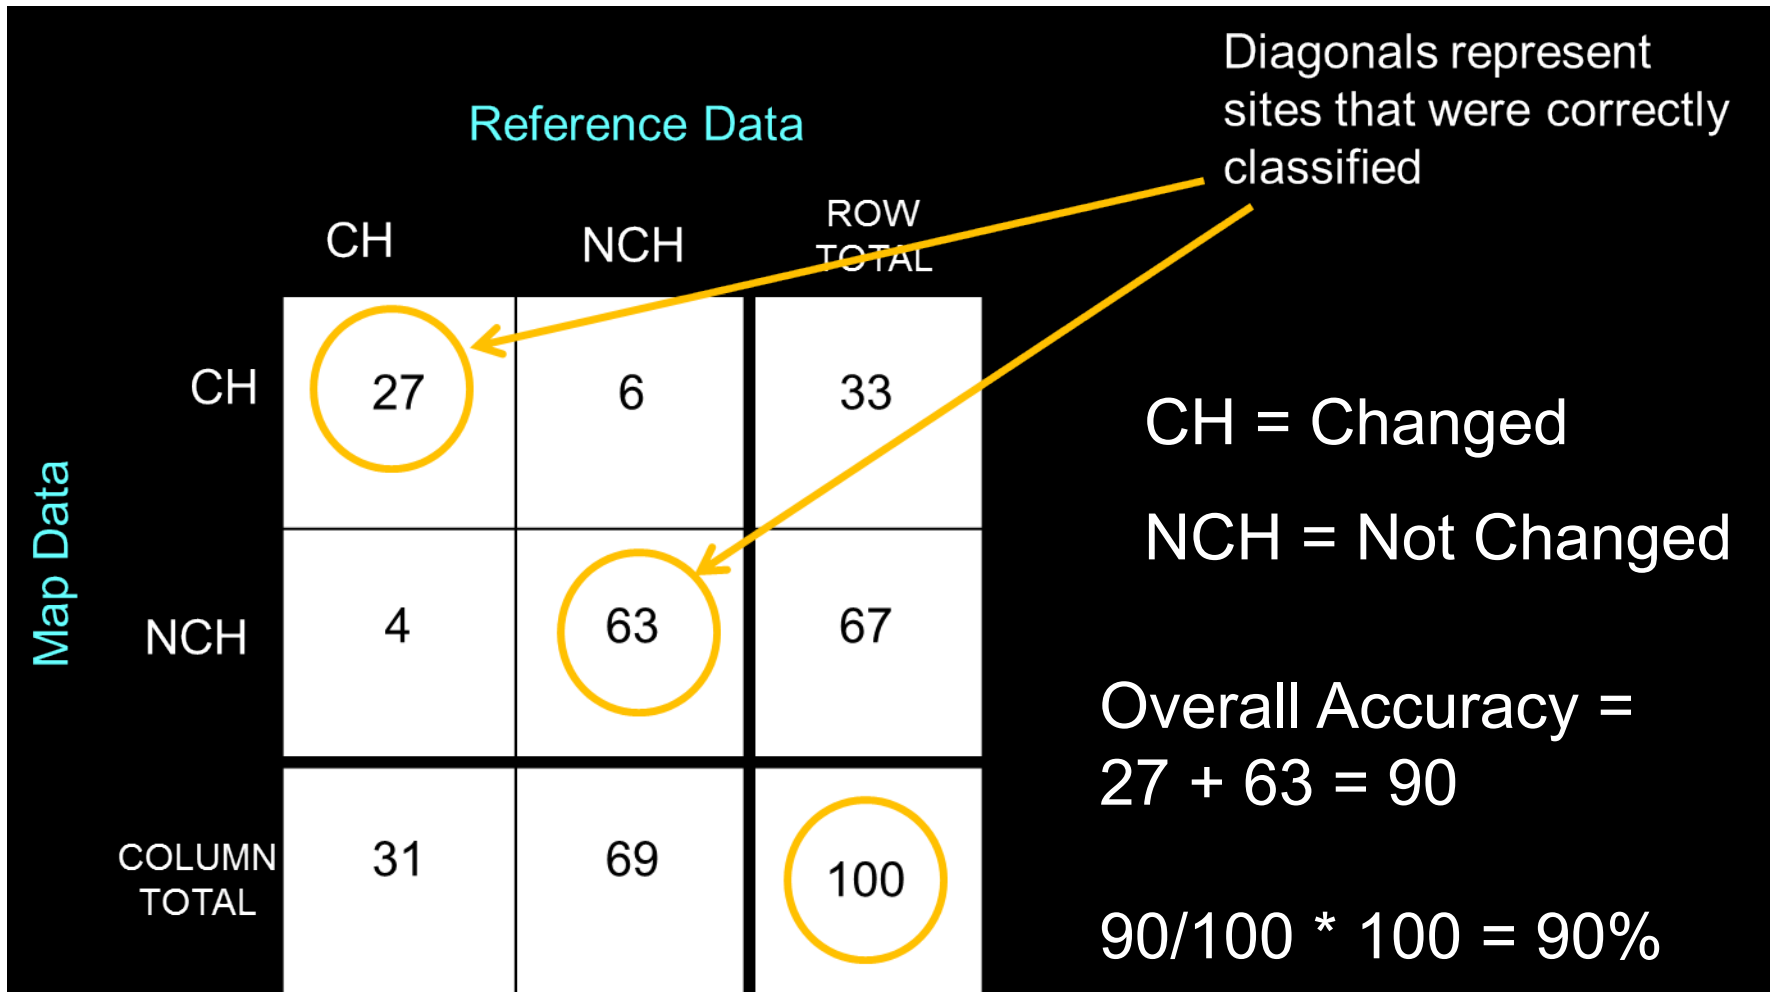 Diagonals represent
sites that were correctly
classified
Reference Data
CH NCH ROW
TOTAL
CH 27 6 33
CH = Changed
Map Data
NCH = Not Changed
NCH 4 63 67
Overall Accuracy =
27 + 63 = 90
COLUMN
TOTAL
31 69 100
90/100 * 100 = 90%